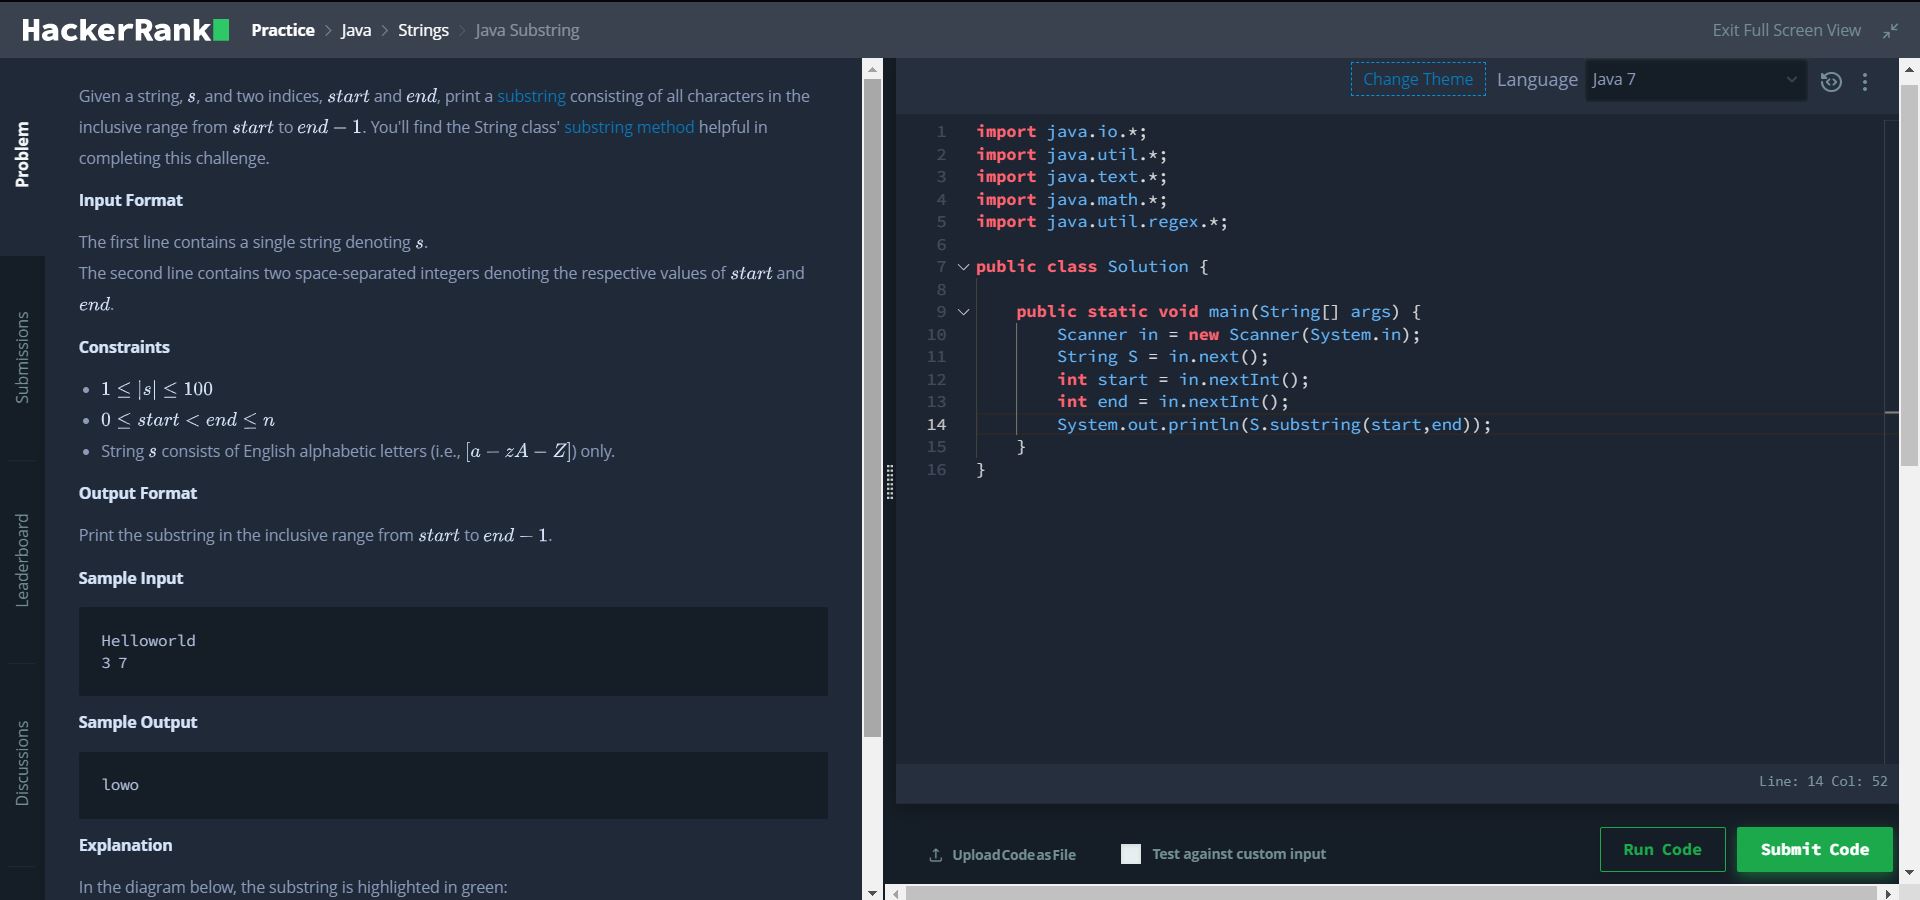 HackerRank Practice > Java > Strings > Java Substring Exit Full Screen View
Problem
Submissions
Leaderboard
Discussions
Given a string, s, and two indices, start and end, print a substring consisting of all characters in the
inclusive range from start to end − 1. You'll find the String class' substring method helpful in
completing this challenge.
Input Format
The first line contains a single string denoting s.
The second line contains two space-separated integers denoting the respective values of start and
end.
Constraints
• 1 ≤ |s| ≤ 100
• 0 ≤ start < end ≤ n
• String s consists of English alphabetic letters (i.e., [a − zA − Z]) only.
Output Format
Print the substring in the inclusive range from start to end − 1.
Sample Input
Helloworld
3 7
Sample Output
lowo
Explanation
In the diagram below, the substring is highlighted in green:
Change Theme Language Java 7
1 import java.io.*;
2 import java.util.*;
3 import java.text.*;
4 import java.math.*;
5 import java.util.regex.*;
6
7 public class Solution {
8
9     public static void main(String[] args) {
10         Scanner in = new Scanner(System.in);
11         String S = in.next();
12         int start = in.nextInt();
13         int end = in.nextInt();
14         System.out.println(S.substring(start,end));
15     }
16 }
Line: 14 Col: 52
Upload Code as File Test against custom input Run Code Submit Code